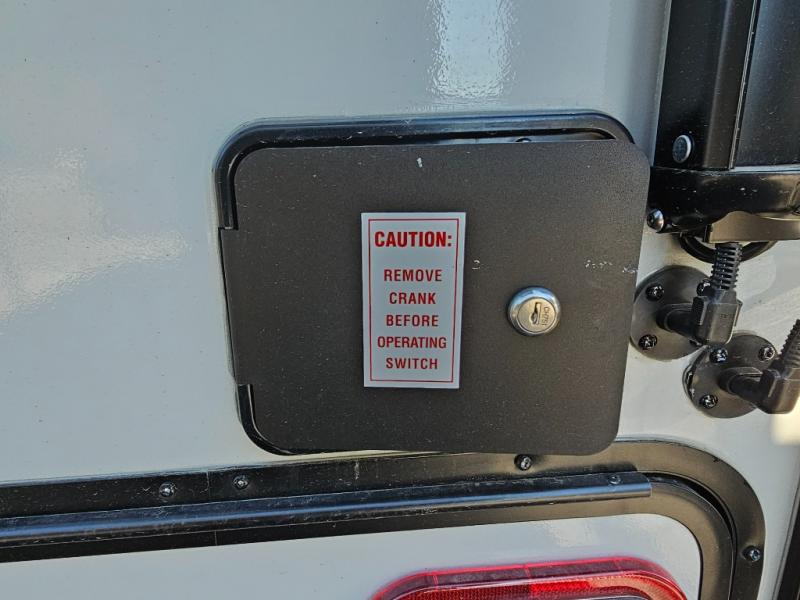 CAUTION:
REMOVE
CRANK
BEFORE
OPERATING
SWITCH